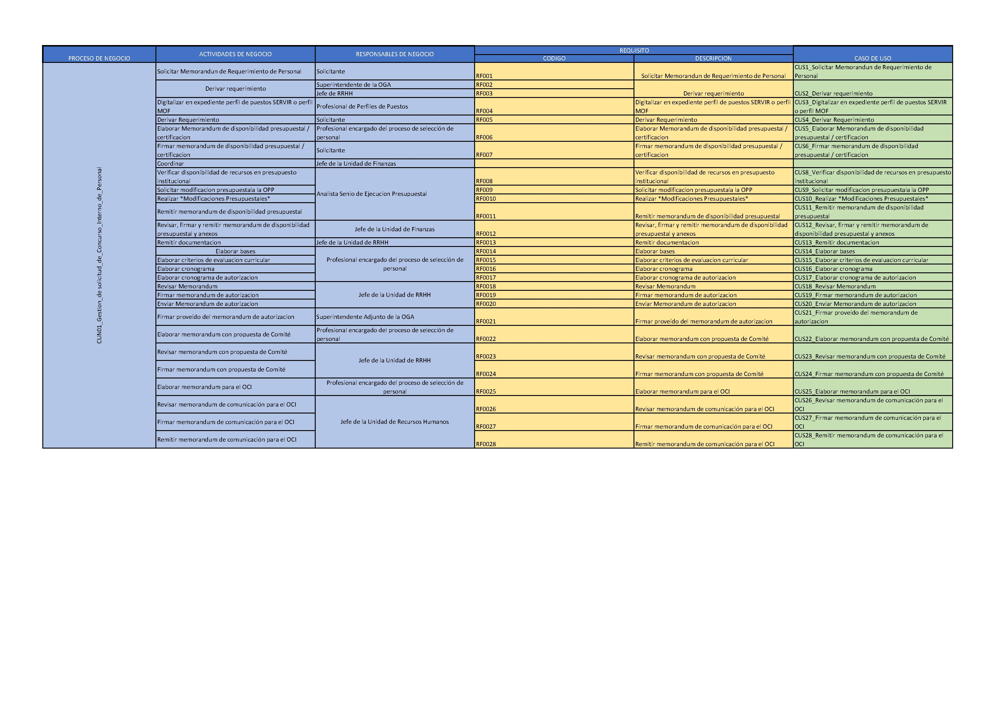 PROCESO DE NEGOCIO
ACTIVIDADES DE NEGOCIO
RESPONSABLES DE NEGOCIO
REQUISITO
CODIGO
DESCRIPCION
CASO DE USO
CUN01_Gestion_de solicitud_de_Concurso_Interno_de_Personal
Solicitar Memorandun de Requerimiento de Personal
Solicitante
RF001
Solicitar Memorandun de Requerimiento de Personal
CUS1_Solicitar Memorandun de Requerimiento de
Personal
Derivar requerimiento
Superintendente de la OGA
RF002
Jefe de RRHH
RF003
Derivar requerimiento
CUS2_Derivar requerimiento
Digitalizar en expediente perfil de puestos SERVIR o perfil
MOF
Profesional de Perfiles de Puestos
RF004
Digitalizar en expediente perfil de puestos SERVIR o perfil
MOF
CUS3_Digitalizar en expediente perfil de puestos SERVIR
o perfil MOF
Derivar Requerimiento
Solicitante
RF005
Derivar Requerimiento
CUS4_Derivar Requerimiento
Elaborar Memorandum de disponibilidad presupuestal /
certificacion
Profesional encargado del proceso de selección de
personal
RF006
Elaborar Memorandum de disponibilidad presupuestal /
certificacion
CUS5_Elaborar Memorandum de disponibilidad
presupuestal / certificacion
Firmar memorandum de disponibilidad presupuestal /
certificacion
Solicitante
RF007
Firmar memorandum de disponibilidad presupuestal /
certificacion
CUS6_Firmar memorandum de disponibilidad
presupuestal / certificacion
Coordinar
Jefe de la Unidad de Finanzas
Verificar disponibilidad de recursos en presupuesto
institucional
Analista Senio de Ejecucion Presupuestal
RF008
Verificar disponibilidad de recursos en presupuesto
institucional
CUS8_Verificar disponibilidad de recursos en presupuesto
institucional
Solicitar modificacion presupuestala la OPP
RF009
Solicitar modificacion presupuestala la OPP
CUS9_Solicitar modificacion presupuestala la OPP
Realizar *Modificaciones Presupuestales*
RF0010
Realizar *Modificaciones Presupuestales*
CUS10_Realizar *Modificaciones Presupuestales*
Remitir memorandum de disponibilidad presupuestal
RF0011
Remitir memorandum de disponibilidad presupuestal
CUS11_Remitir memorandum de disponibilidad
presupuestal
Revisar, firmar y remitir memorandum de disponibilidad
presupuestal y anexos
Jefe de la Unidad de Finanzas
RF0012
Revisar, firmar y remitir memorandum de disponibilidad
presupuestal y anexos
CUS12_Revisar, firmar y remitir memorandum de
disponibilidad presupuestal y anexos
Remitir documentacion
Jefe de la Unidad de RRHH
RF0013
Remitir documentacion
CUS13_Remitir documentacion
Elaborar bases
Profesional encargado del proceso de selección de
personal
RF0014
Elaborar bases
CUS14_Elaborar bases
Elaborar criterios de evaluacion curricular
RF0015
Elaborar criterios de evaluacion curricular
CUS15_Elaborar criterios de evaluacion curricular
Elaborar cronograma
RF0016
Elaborar cronograma
CUS16_Elaborar cronograma
Elaborar cronograma de autorizacion
RF0017
Elaborar cronograma de autorizacion
CUS17_Elaborar cronograma de autorizacion
Revisar Memorandum
Jefe de la Unidad de RRHH
RF0018
Revisar Memorandum
CUS18_Revisar Memorandum
Firmar memorandum de autorizacion
RF0019
Firmar memorandum de autorizacion
CUS19_Firmar memorandum de autorizacion
Enviar Memorandum de autorizacion
RF0020
Enviar Memorandum de autorizacion
CUS20_Enviar Memorandum de autorizacion
Firmar proveído del memorandum de autorizacion
Superintendente Adjunto de la OGA
RF0021
Firmar proveído del memorandum de autorizacion
CUS21_Firmar proveído del memorandum de
autorizacion
Elaborar memorandum con propuesta de Comité
Profesional encargado del proceso de selección de
personal
RF0022
Elaborar memorandum con propuesta de Comité
CUS22_Elaborar memorandum con propuesta de Comité
Revisar memorandum con propuesta de Comité
Jefe de la Unidad de RRHH
RF0023
Revisar memorandum con propuesta de Comité
CUS23_Revisar memorandum con propuesta de Comité
Firmar memorandum con propuesta de Comité
RF0024
Firmar memorandum con propuesta de Comité
CUS24_Firmar memorandum con propuesta de Comité
Elaborar memorandum para el OCI
Profesional encargado del proceso de selección de
personal
RF0025
Elaborar memorandum para el OCI
CUS25_Elaborar memorandum para el OCI
Revisar memorandum de comunicación para el OCI
Jefe de la Unidad de Recursos Humanos
RF0026
Revisar memorandum de comunicación para el OCI
CUS26_Revisar memorandum de comunicación para el
OCI
Firmar memorandum de comunicación para el OCI
RF0027
Firmar memorandum de comunicación para el OCI
CUS27_Firmar memorandum de comunicación para el
OCI
Remitir memorandum de comunicación para el OCI
RF0028
Remitir memorandum de comunicación para el OCI
CUS28_Remitir memorandum de comunicación para el
OCI